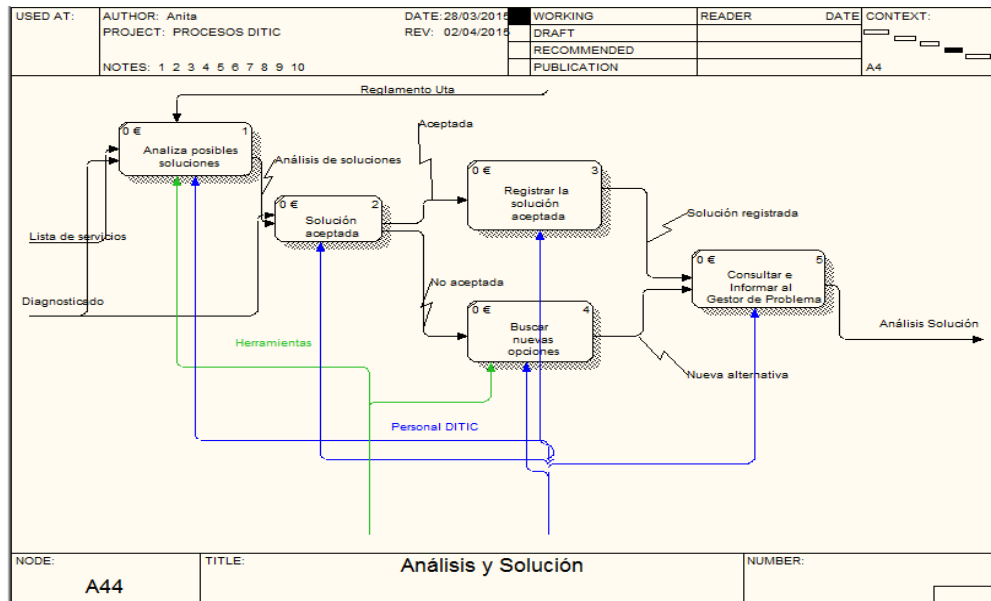 USED AT:
AUTHOR: Anita
DATE: 28/03/2015
PROJECT: PROCESOS DITIC
REV: 02/04/2015
NOTES: 1 2 3 4 5 6 7 8 9 10
WORKING
DRAFT
RECOMMENDED
PUBLICATION
READER
DATE
CONTEXT:
A4
Reglamento Uta
0 €
1
Analiza posibles
soluciones
Aceptada
Análisis de soluciones
0 €
2
Solución
aceptada
0 €
3
Registrar la
solución
aceptada
Solución registrada
Lista de servicios
Diagnosticado
No aceptada
0 €
5
Consultar e
Informar al
Gestor de Problema
0 €
4
Buscar
nuevas
opciones
Análisis Solución
Herramientas
Nueva alternativa
Personal DITIC
NODE:
A44
TITLE:
Análisis y Solución
NUMBER: